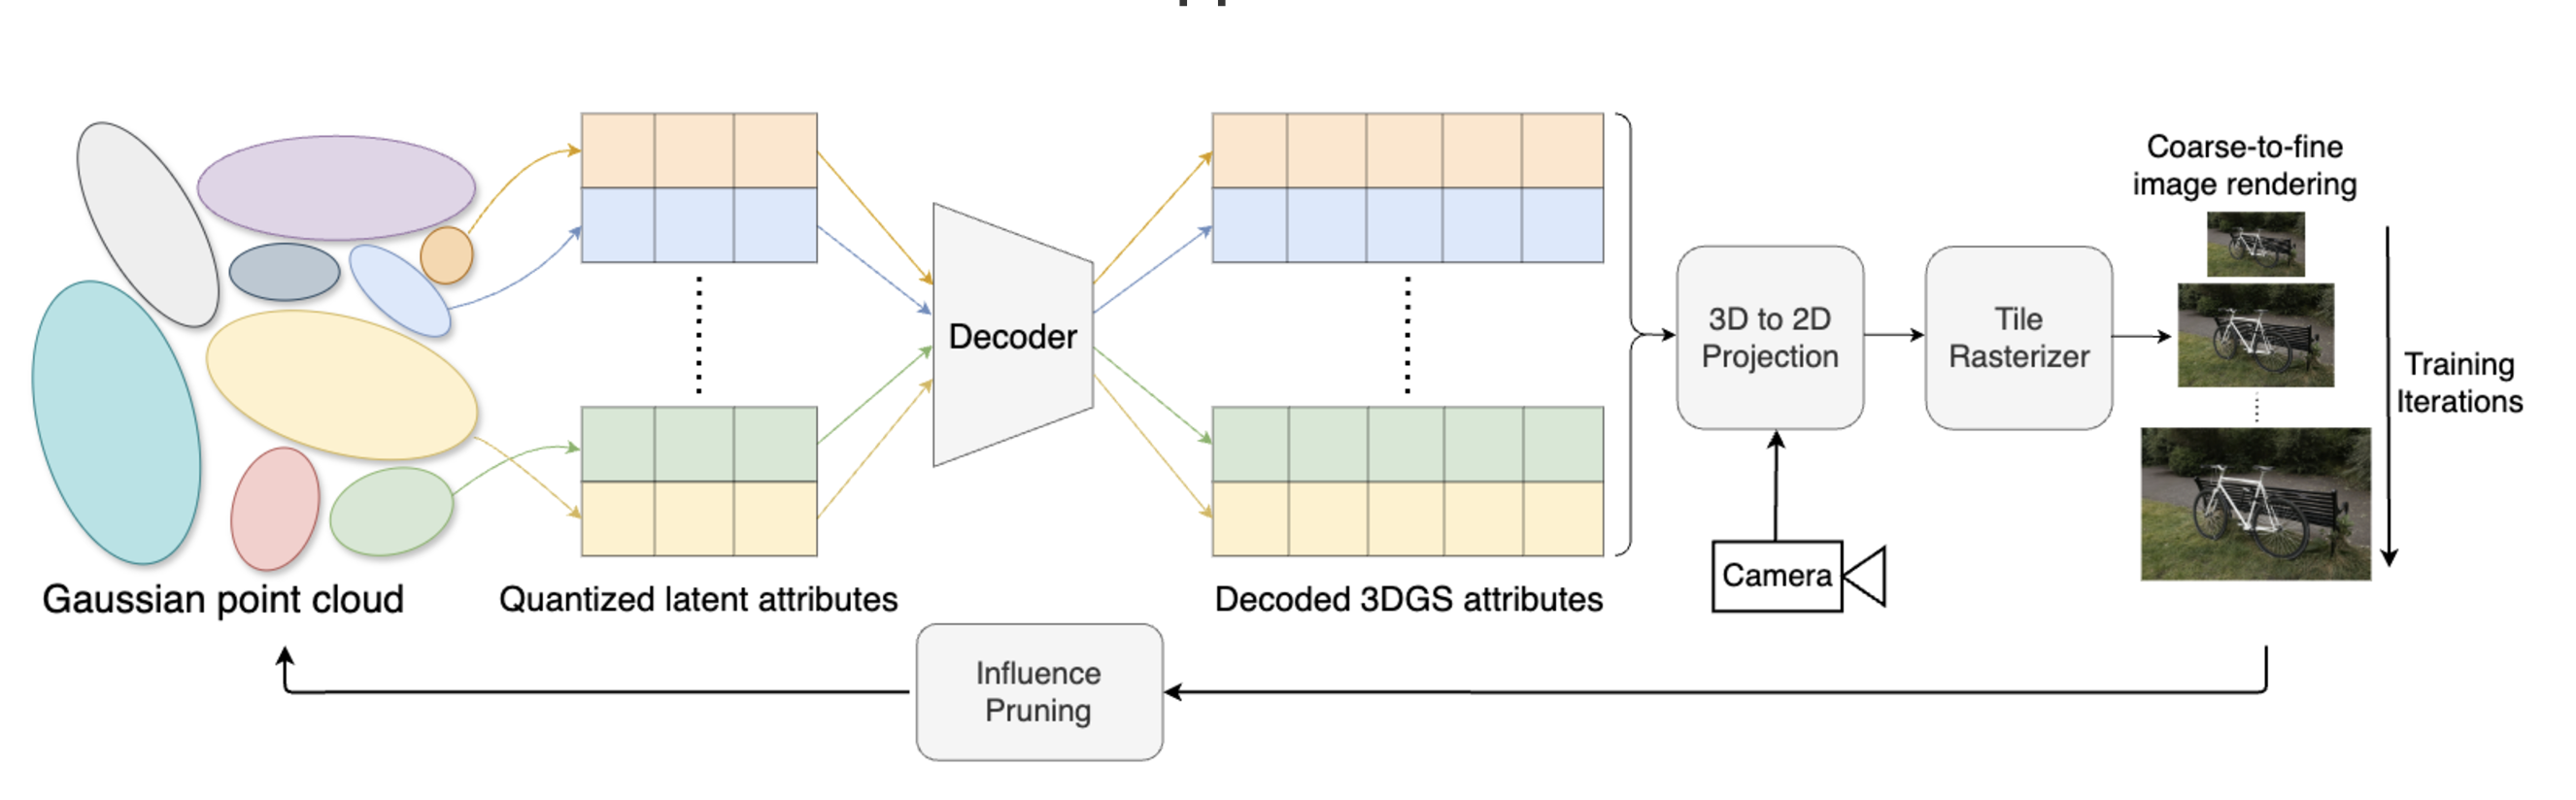 Coarse-to-fine
image rendering
Decoder
3D to 2D
Projection
Tile
Rasterizer
Training
Iterations
Camera
Gaussian point cloud
Quantized latent attributes
Decoded 3DGS attributes
Influence
Pruning